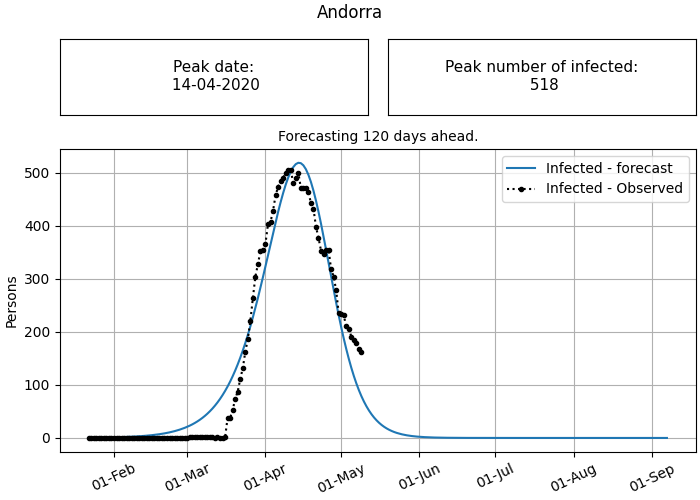 Andorra
Peak date:
14-04-2020
Peak number of infected:
518
Forecasting 120 days ahead.
Infected - forecast
Infected - Observed
Persons
500
400
300
200
100
0
01-Feb
01-Mar
01-Apr
01-May
01-Jun
01-Jul
01-Aug
01-Sep